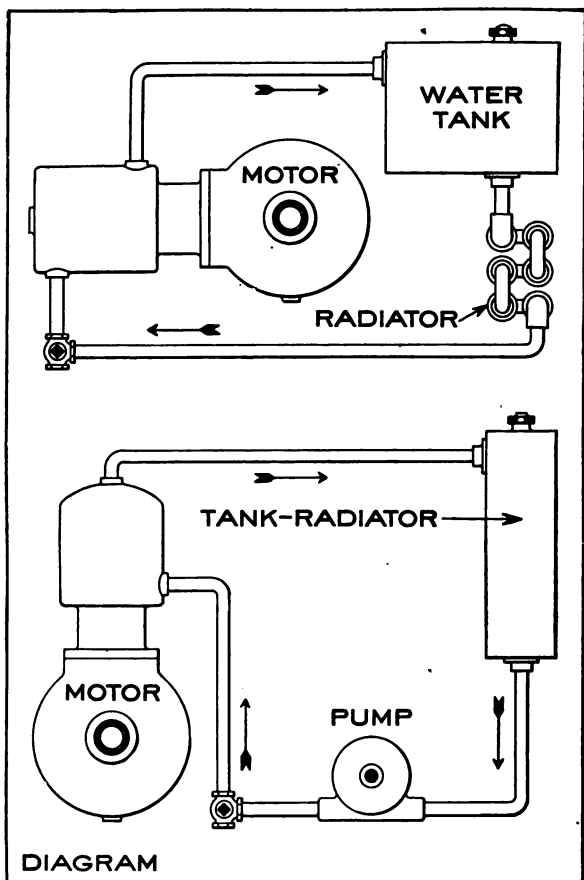 WATER
TANK
MOTOR
RADIATOR
TANK-RADIATOR
MOTOR
PUMP
DIAGRAM